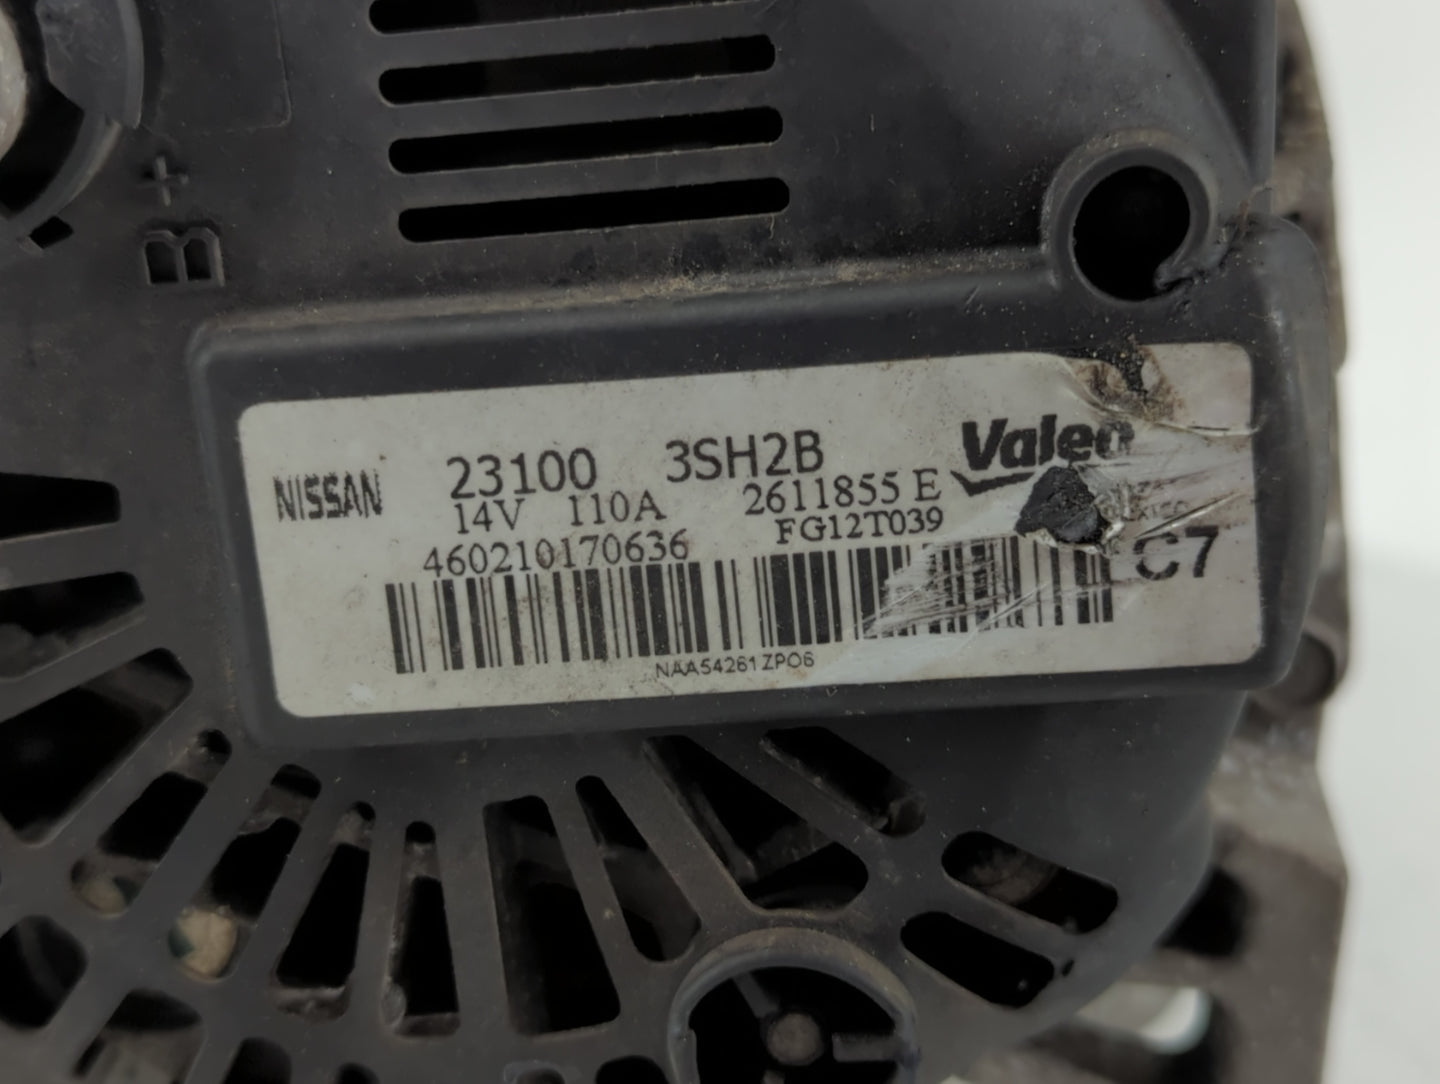 B+
NISSAN 23100 3SH2B Valeo
14V 110A 2611855 E
460210170636 FG12T039
C7
NAA54261ZP06